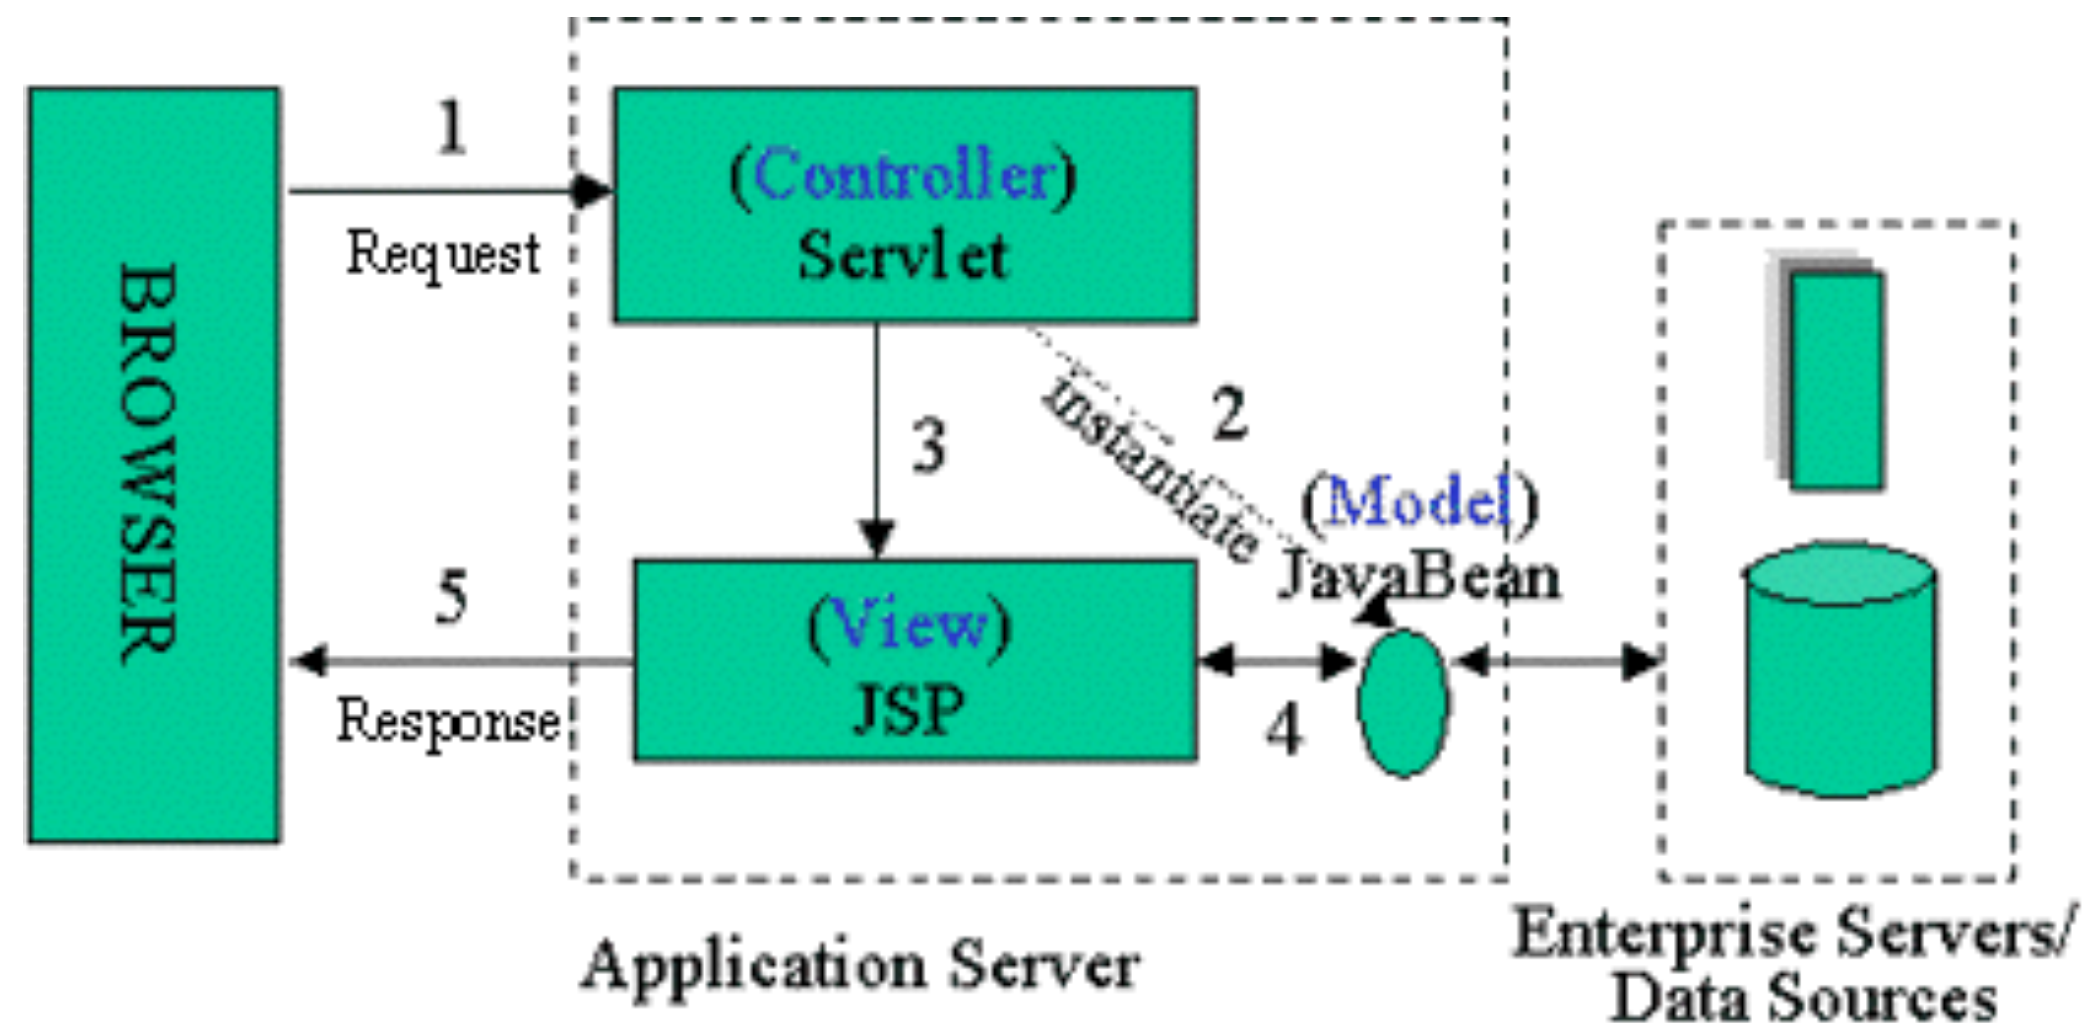 BROWSER
1
Request
(Controller)
Servlet
2
instantiate
3
(Model)
JavaBean
5
Response
(View)
JSP
4
Application Server
Enterprise Servers/
Data Sources